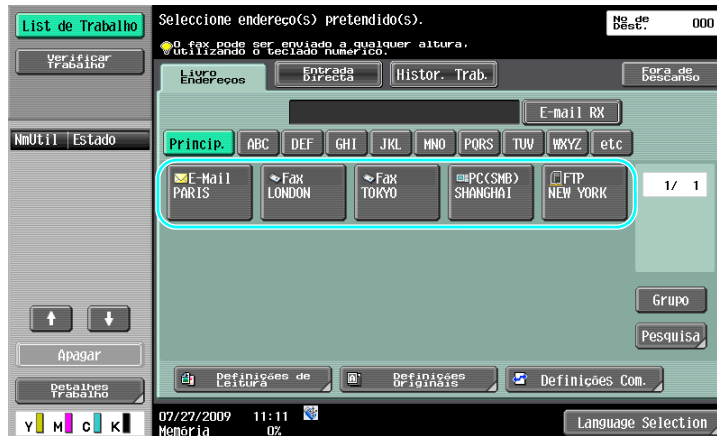 List de Trabalho
Verificar
Trabalho
NmUtil Estado
Apagar
Detalhes
Trabalho
Y M C K
Seleccione endereço(s) pretendido(s).
Nº de
Dest. 000
O fax pode ser enviado a qualquer altura,
utilizando o teclado numérico.
Livro
Endereços
Entrada
Directa
Histor. Trab.
Fora de
Descanso
E-mail RX
Princip. ABC DEF GHI JKL MNO PQRS TUV WXYZ etc
E-Mail
PARIS
Fax
LONDON
Fax
TOKYO
PC(SMB)
SHANGHAI
FTP
NEW YORK
1/ 1
Grupo
Pesquisa
Definições de
Leitura
Definições
Originais
Definições Com.
07/27/2009 11:11
Memória 0%
Language Selection